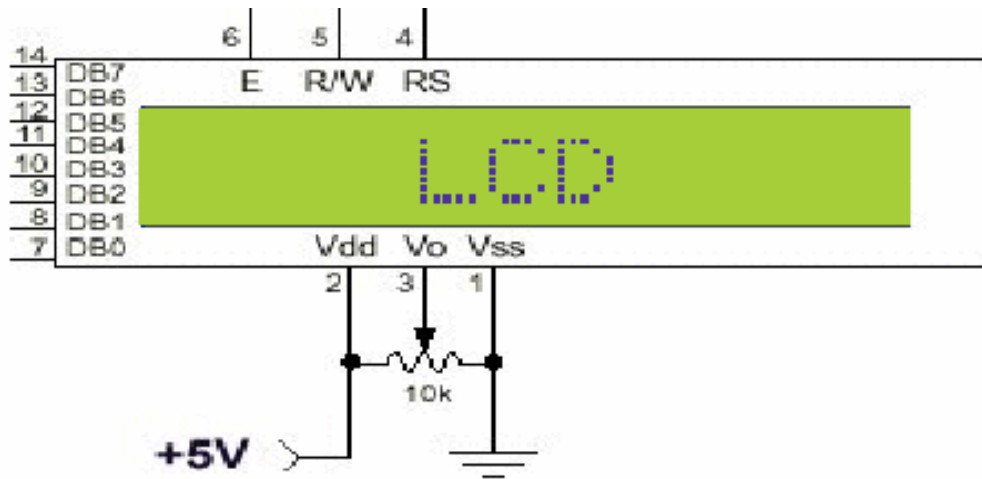 6 5 4
14 DB7 E R/W RS
13 DB6
12 DB5
11 DB4
10 DB3
9 DB2
8 DB1
7 DB0
LCD
Vdd Vo Vss
2 3 1
10k
+5V